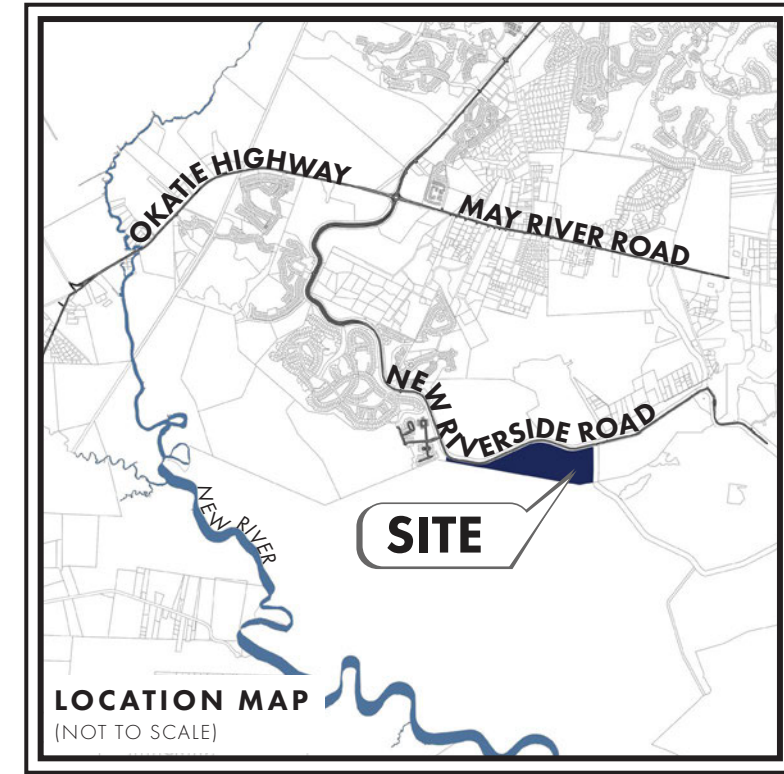 OKATIE HIGHWAY
MAY RIVER ROAD
NEW RIVERSIDE ROAD
SITE
NEW RIVER
LOCATION MAP
(NOT TO SCALE)